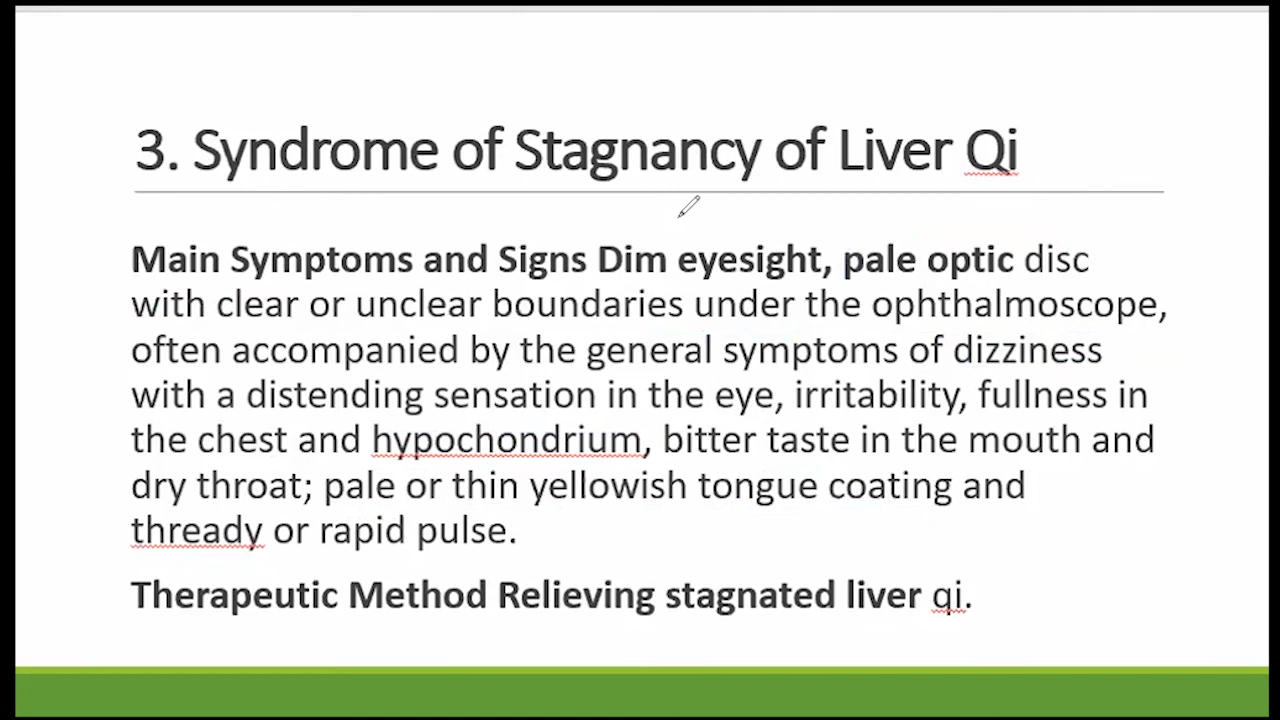 3. Syndrome of Stagnancy of Liver Qi
Main Symptoms and Signs Dim eyesight, pale optic disc
with clear or unclear boundaries under the ophthalmoscope,
often accompanied by the general symptoms of dizziness
with a distending sensation in the eye, irritability, fullness in
the chest and hypochondrium, bitter taste in the mouth and
dry throat; pale or thin yellowish tongue coating and
thready or rapid pulse.
Therapeutic Method Relieving stagnated liver qi.